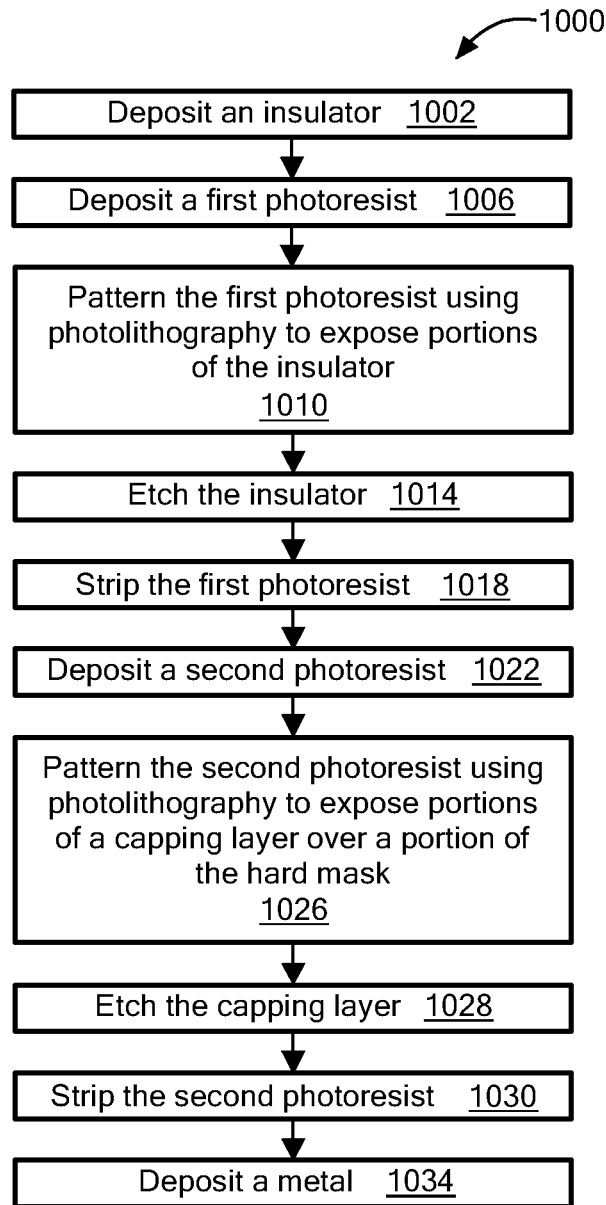 1000
Deposit an insulator 1002
Deposit a first photoresist 1006
Pattern the first photoresist using
photolithography to expose portions
of the insulator
1010
Etch the insulator 1014
Strip the first photoresist 1018
Deposit a second photoresist 1022
Pattern the second photoresist using
photolithography to expose portions
of a capping layer over a portion of
the hard mask
1026
Etch the capping layer 1028
Strip the second photoresist 1030
Deposit a metal 1034